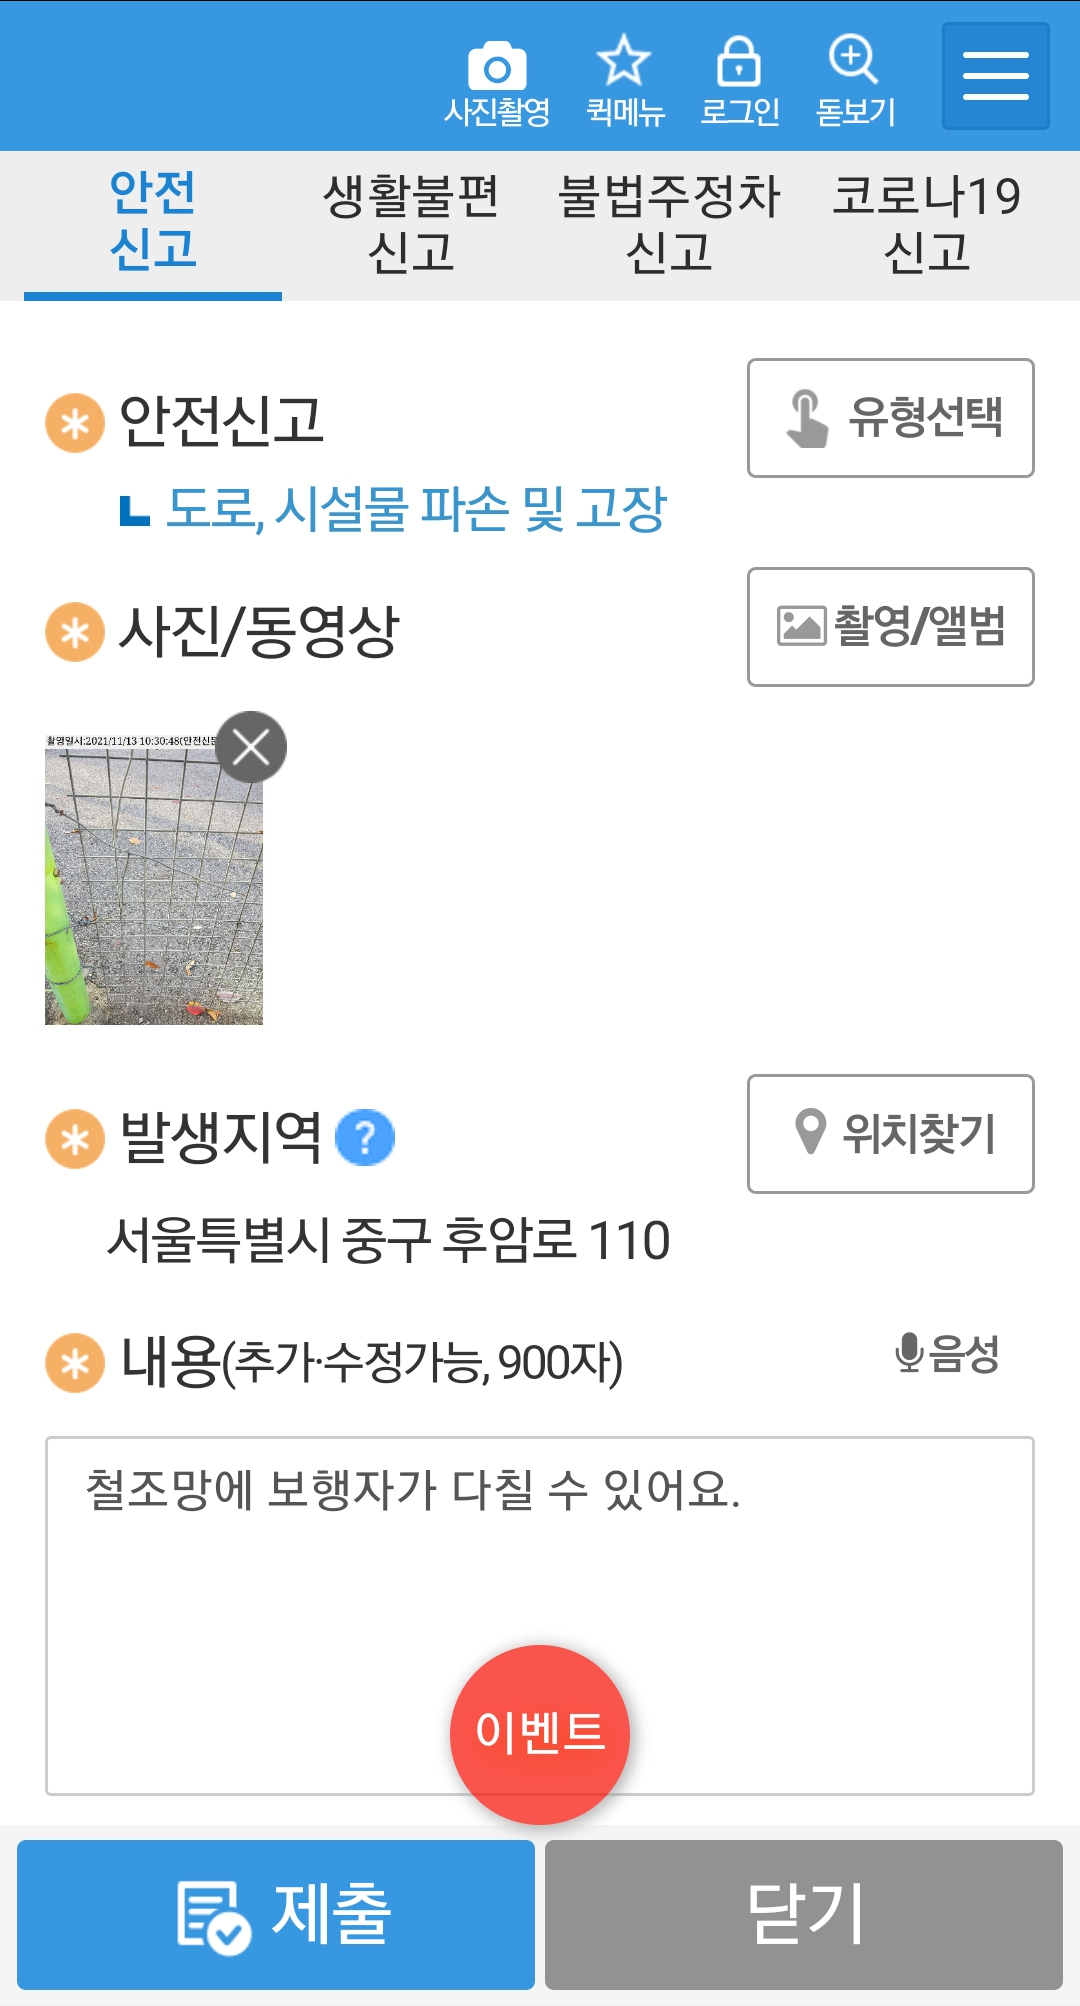 사진촬영 퀵메뉴 로그인 돋보기
안전 신고
생활불편 신고
불법주정차 신고
코로나19 신고
안전신고
유형선택
도로, 시설물 파손 및 고장
사진/동영상
촬영/앨범
촬영일시:2021/11/13 10:30:48(안전신문
발생지역
?
위치찾기
서울특별시 중구 후암로 110
내용(추가·수정가능, 900자)
음성
철조망에 보행자가 다칠 수 있어요.
이벤트
제출
닫기